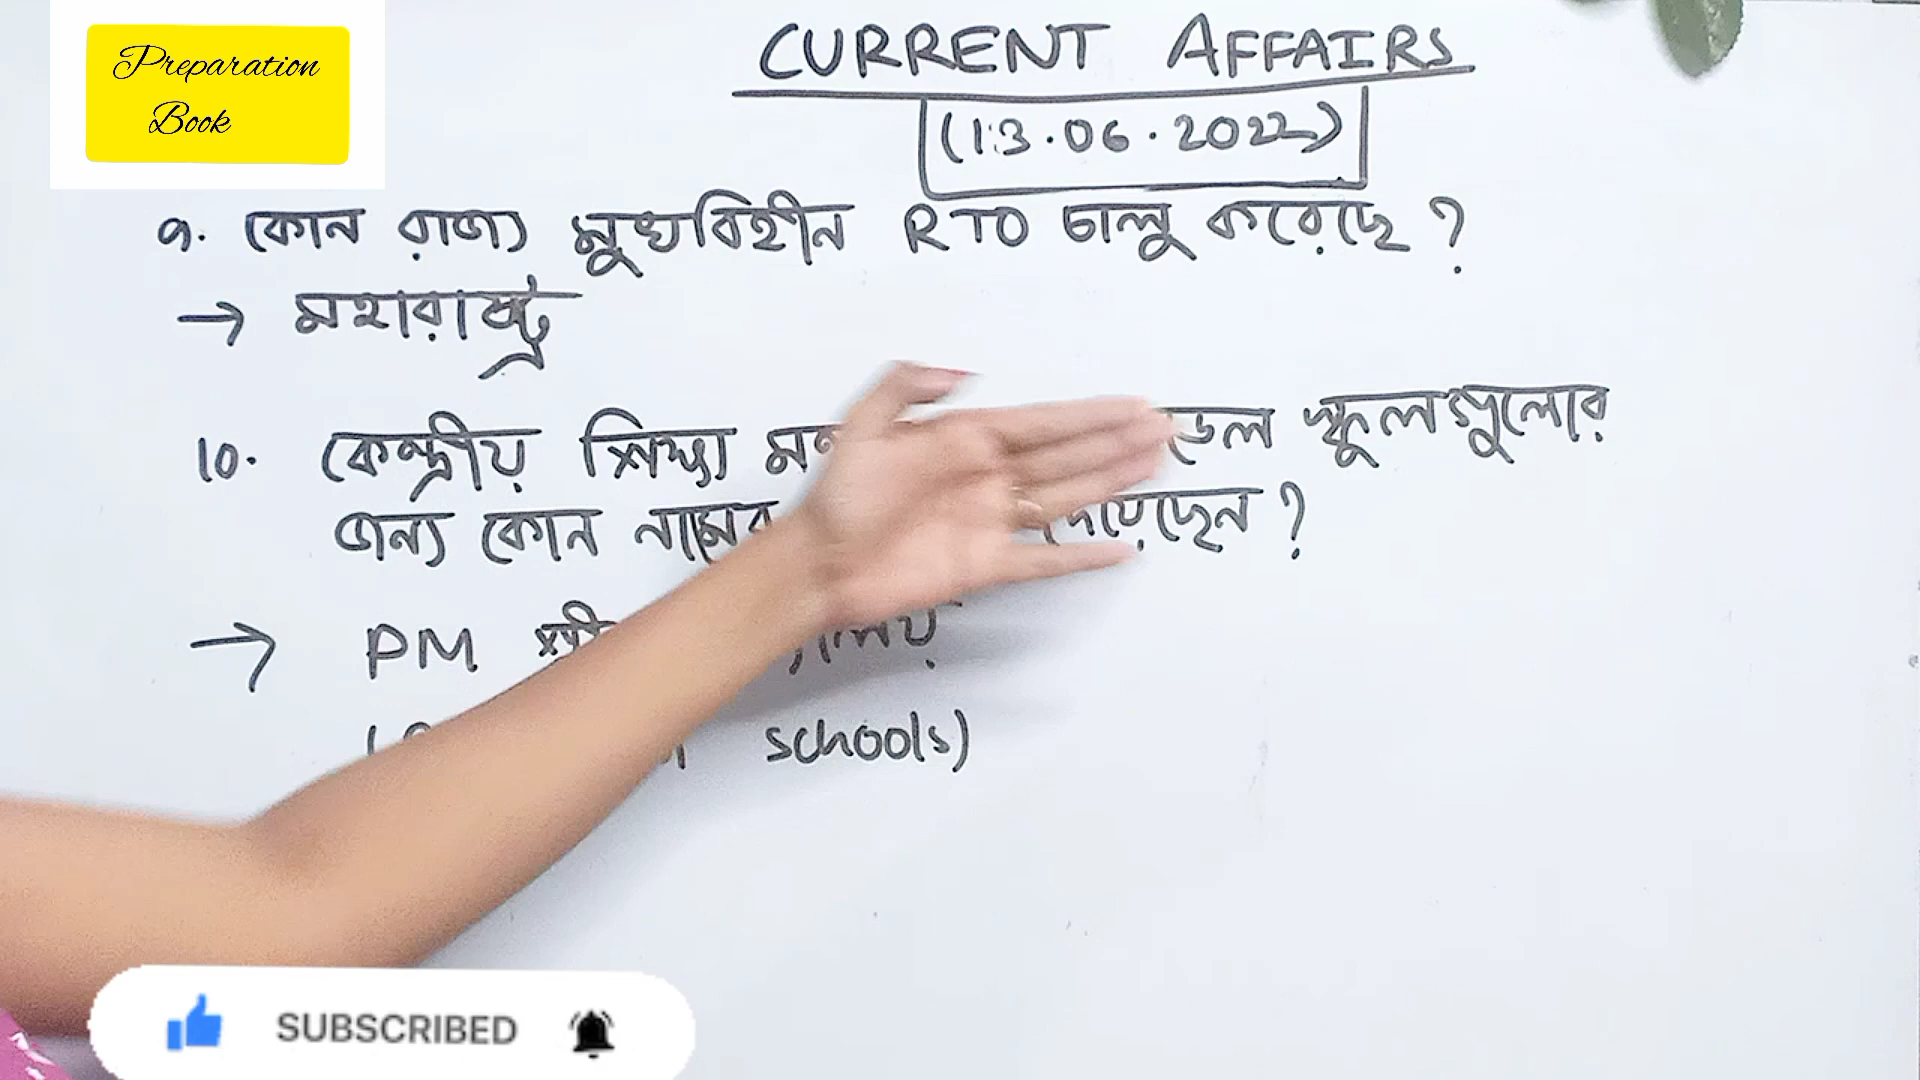 Preparation
Book
CURRENT AFFAIRS
(13.06.2022)
9. কোন রাজ্য মুখবিহীন RTO চালু করেছে?
→ মহারাষ্ট্র
10. কেন্দ্রীয় শিক্ষা স্কুলগুলোর
জন্য কোন নামের দিয়েছেন?
→ PM শ্রী
schools)
SUBSCRIBED